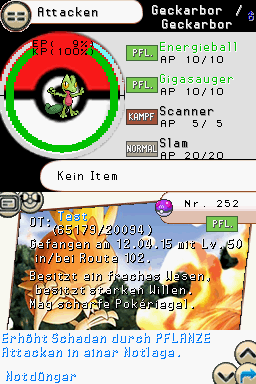 Attacken
Geckarbor /
Geckarbor
EP( 9%)
KP(100%)
PFL. Energieball
AP 10/10
PFL. Gigasauger
AP 10/10
KAMPF Scanner
AP 5/ 5
NORMAL Slam
AP 20/20
Kein Item
Nr. 252
OT: Test
(65179/20094)
PFL.
Gefangen am 12.04.15 mit Lv. 50
in/bei Route 102.
Besitzt ein freches Wesen,
besitzt starken Willen.
Mag scharfe Pokériegel.
Erhöht Schaden durch PFLANZE
Attacken in einer Notlage.
Notdünger